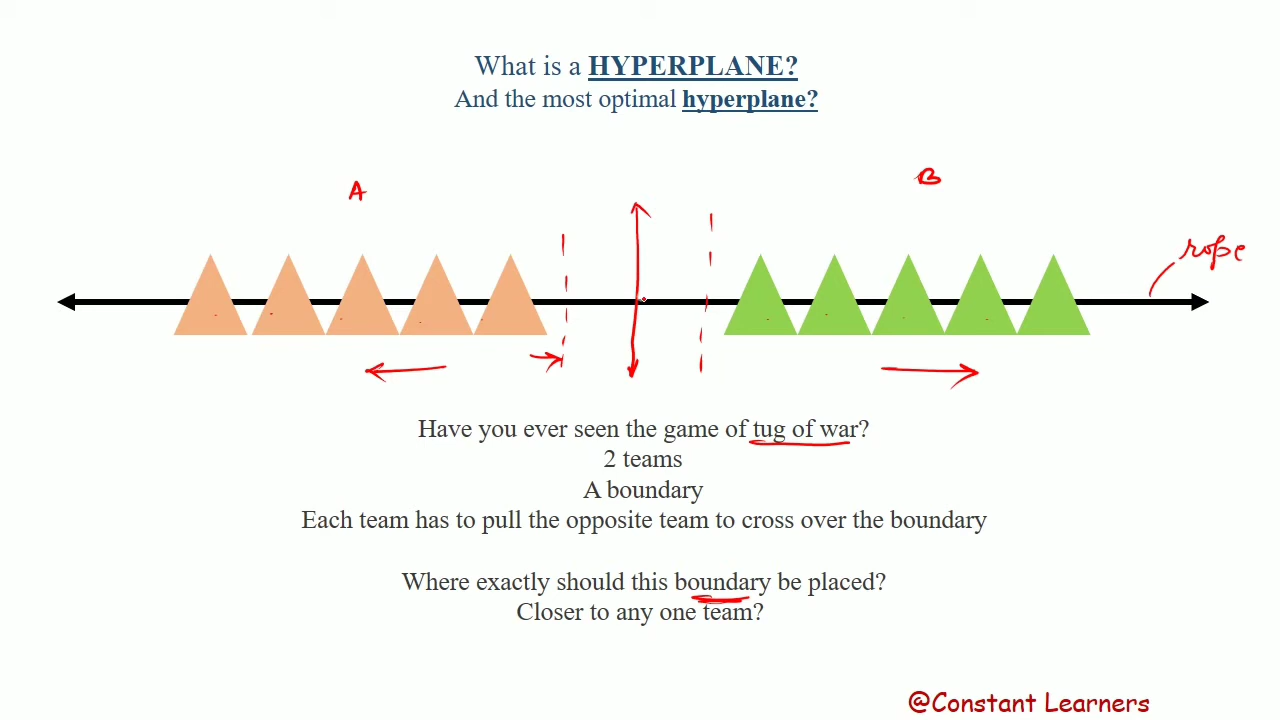 What is a HYPERPLANE?
And the most optimal hyperplane?
A
B
rope
Have you ever seen the game of tug of war?
2 teams
A boundary
Each team has to pull the opposite team to cross over the boundary
Where exactly should this boundary be placed?
Closer to any one team?
@Constant Learners